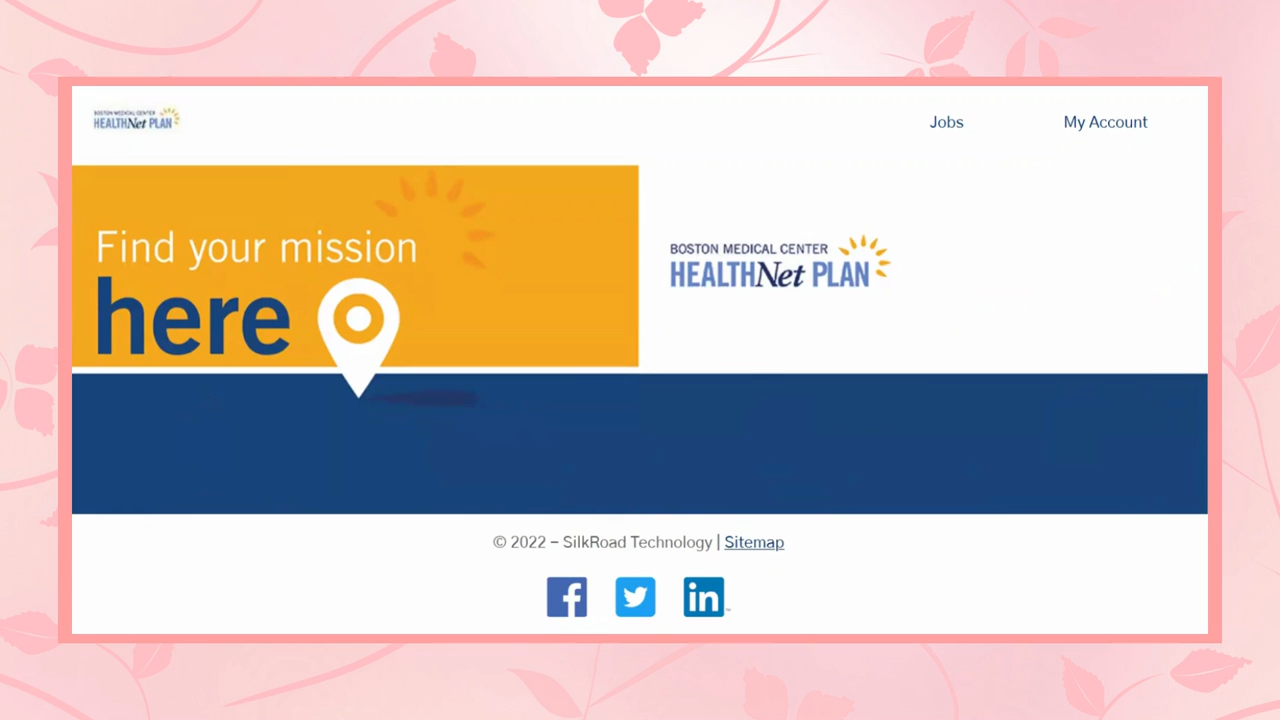 BOSTON MEDICAL CENTER
HEALTHNet PLAN
Jobs
My Account
Find your mission
here
BOSTON MEDICAL CENTER
HEALTHNet PLAN
© 2022 – SilkRoad Technology | Sitemap
f
in